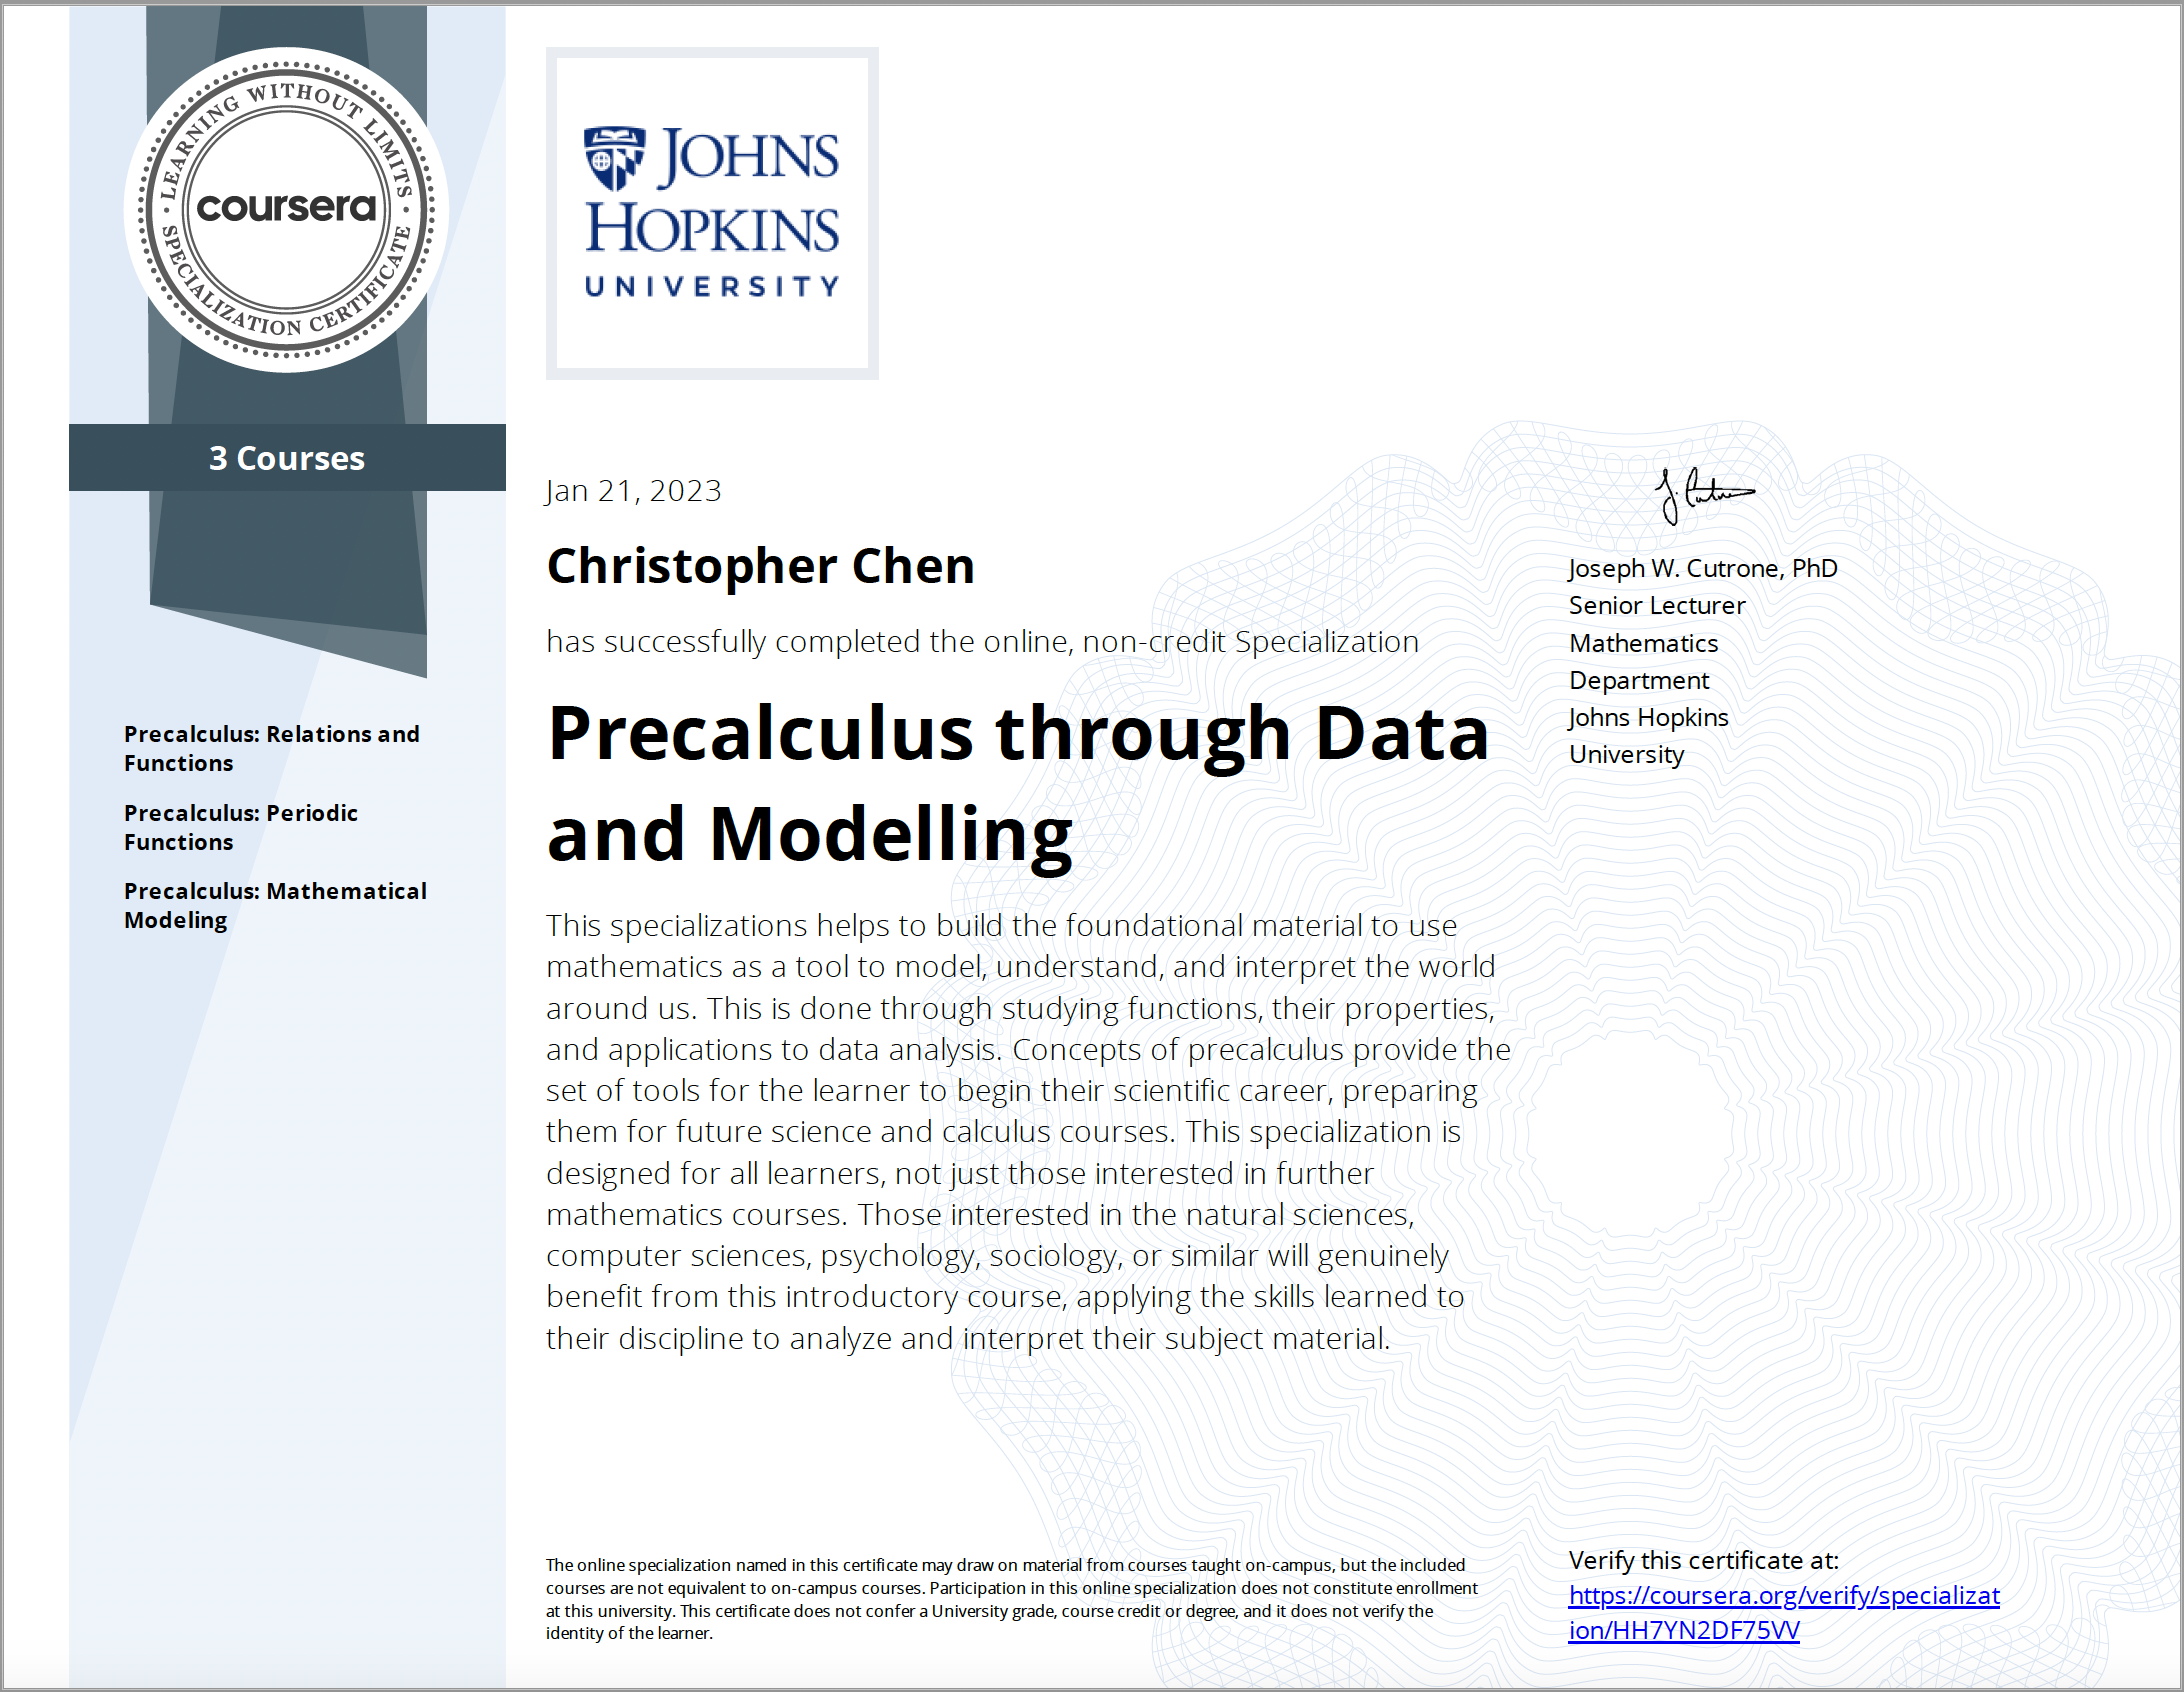 LEARNING WITHOUT LIMITS
coursera
SPECIALIZATION CERTIFICATE
3 Courses
Precalculus: Relations and
Functions
Precalculus: Periodic
Functions
Precalculus: Mathematical
Modeling
JOHNS
HOPKINS
UNIVERSITY
Jan 21, 2023
Christopher Chen
has successfully completed the online, non-credit Specialization
Precalculus through Data
and Modelling
This specializations helps to build the foundational material to use
mathematics as a tool to model, understand, and interpret the world
around us. This is done through studying functions, their properties,
and applications to data analysis. Concepts of precalculus provide the
set of tools for the learner to begin their scientific career, preparing
them for future science and calculus courses. This specialization is
designed for all learners, not just those interested in further
mathematics courses. Those interested in the natural sciences,
computer sciences, psychology, sociology, or similar will genuinely
benefit from this introductory course, applying the skills learned to
their discipline to analyze and interpret their subject material.
The online specialization named in this certificate may draw on material from courses taught on-campus, but the included
courses are not equivalent to on-campus courses. Participation in this online specialization does not constitute enrollment
at this university. This certificate does not confer a University grade, course credit or degree, and it does not verify the
identity of the learner.
J. Cutrone
Joseph W. Cutrone, PhD
Senior Lecturer
Mathematics
Department
Johns Hopkins
University
Verify this certificate at:
https://coursera.org/verify/specializat
ion/HH7YN2DF75VV